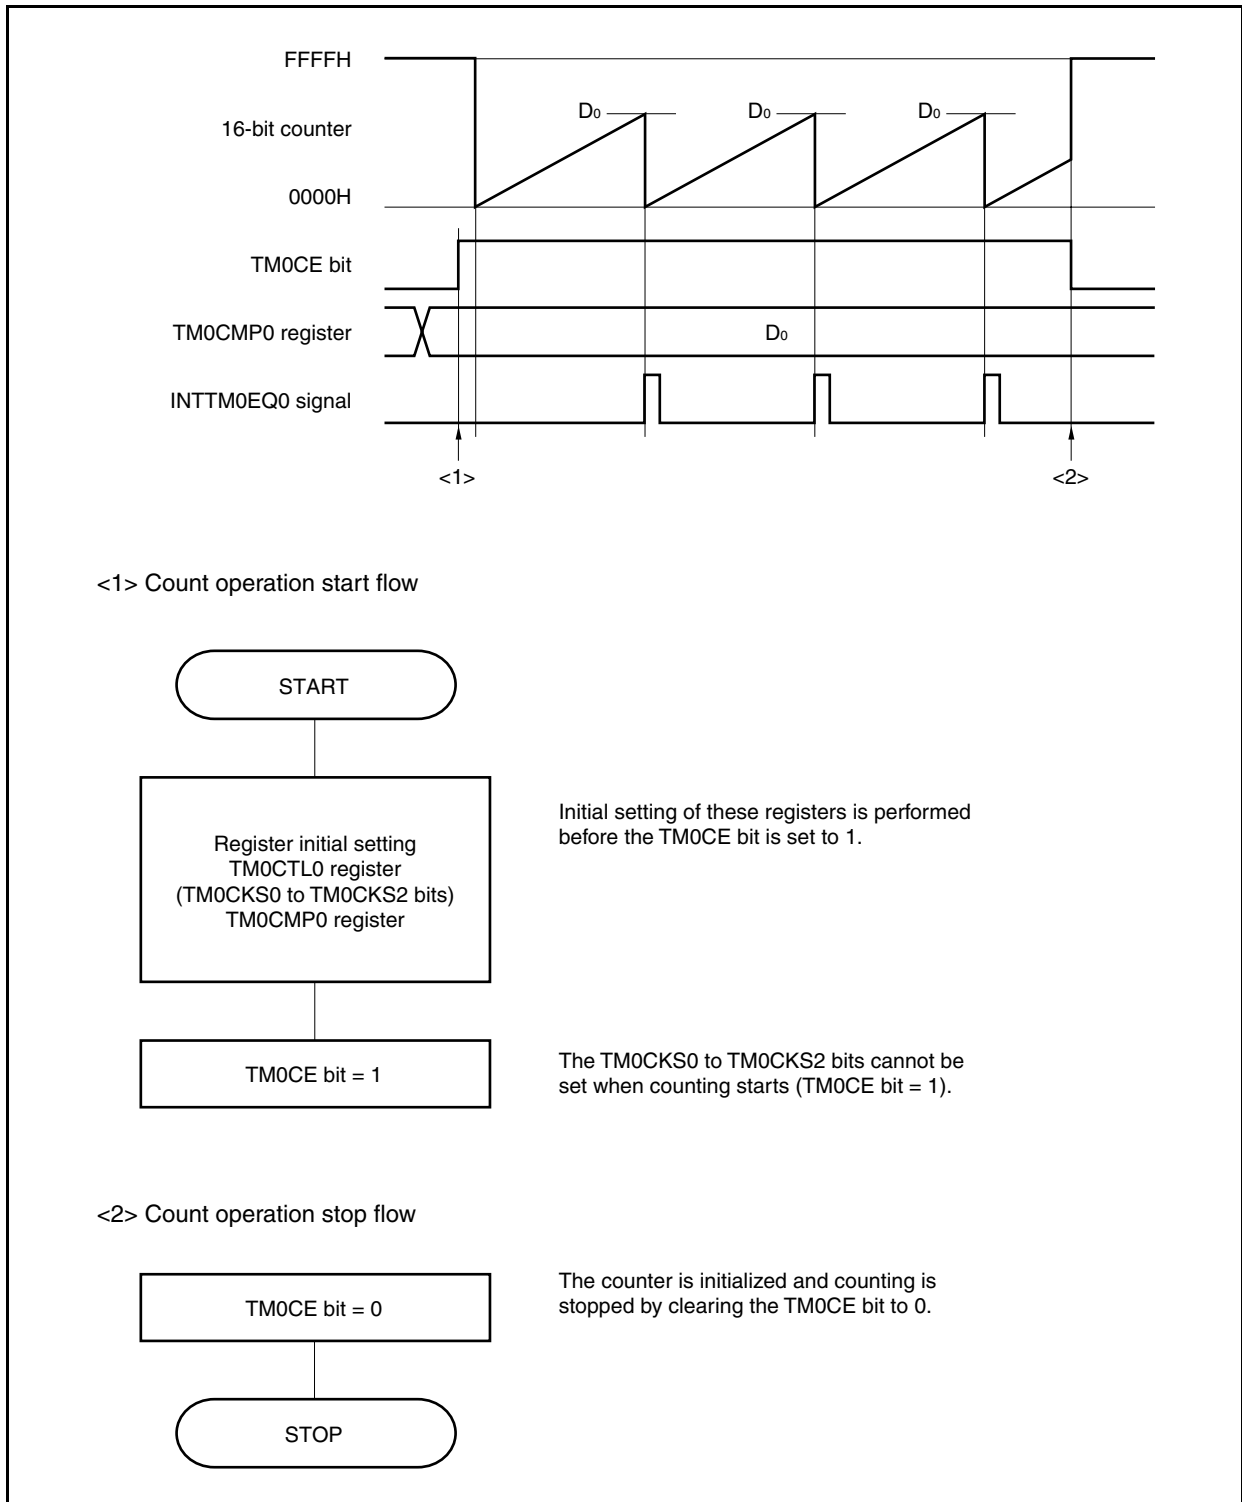 FFFFH
D0 D0 D0
16-bit counter
0000H
TM0CE bit
TM0CMP0 register D0
INTTM0EQ0 signal
<1> <2>
<1> Count operation start flow
START
Register initial setting
TM0CTL0 register
(TM0CKS0 to TM0CKS2 bits)
TM0CMP0 register
Initial setting of these registers is performed
before the TM0CE bit is set to 1.
TM0CE bit = 1
The TM0CKS0 to TM0CKS2 bits cannot be
set when counting starts (TM0CE bit = 1).
<2> Count operation stop flow
TM0CE bit = 0
The counter is initialized and counting is
stopped by clearing the TM0CE bit to 0.
STOP